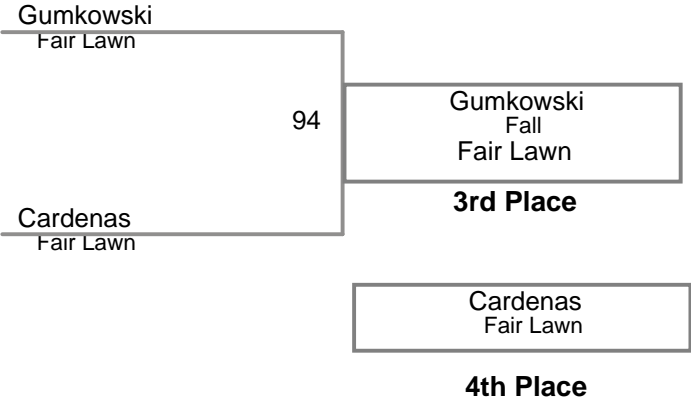 Gumkowski
Fair Lawn
94
Gumkowski
Fall
Fair Lawn
3rd Place
Cardenas
Fair Lawn
Cardenas
Fair Lawn
4th Place